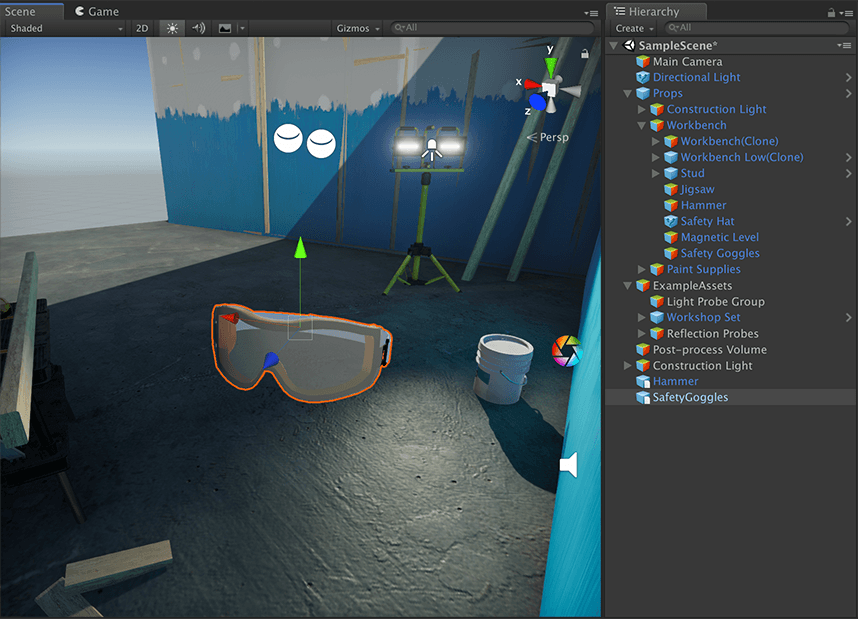 Scene
Game
Shaded
2D
Gizmos
All
y
x
z
Persp
Hierarchy
Create
All
SampleScene*
Main Camera
Directional Light
Props
Construction Light
Workbench
Workbench(Clone)
Workbench Low(Clone)
Stud
Jigsaw
Hammer
Safety Hat
Magnetic Level
Safety Goggles
Paint Supplies
ExampleAssets
Light Probe Group
Workshop Set
Reflection Probes
Post-process Volume
Construction Light
Hammer
SafetyGoggles